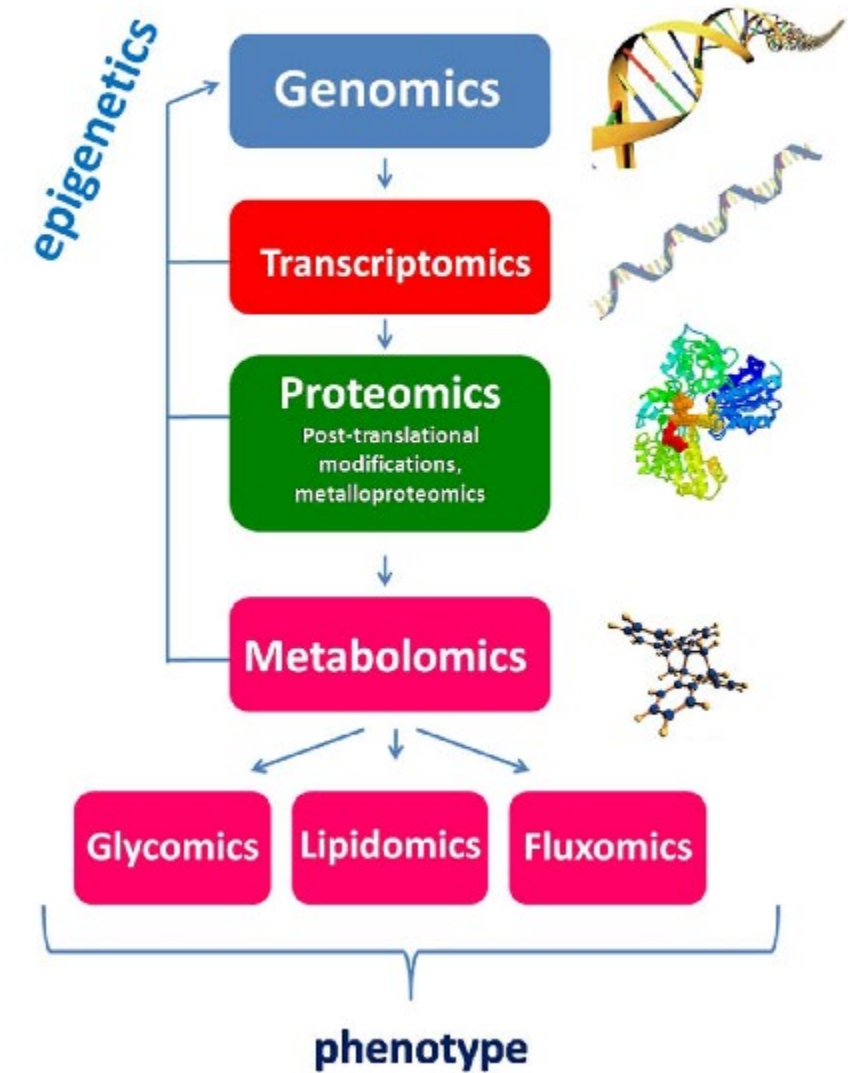 epigenetics
Genomics
Transcriptomics
Proteomics
Post-translational
modifications,
metalloproteomics
Metabolomics
Glycomics
Lipidomics
Fluxomics
phenotype